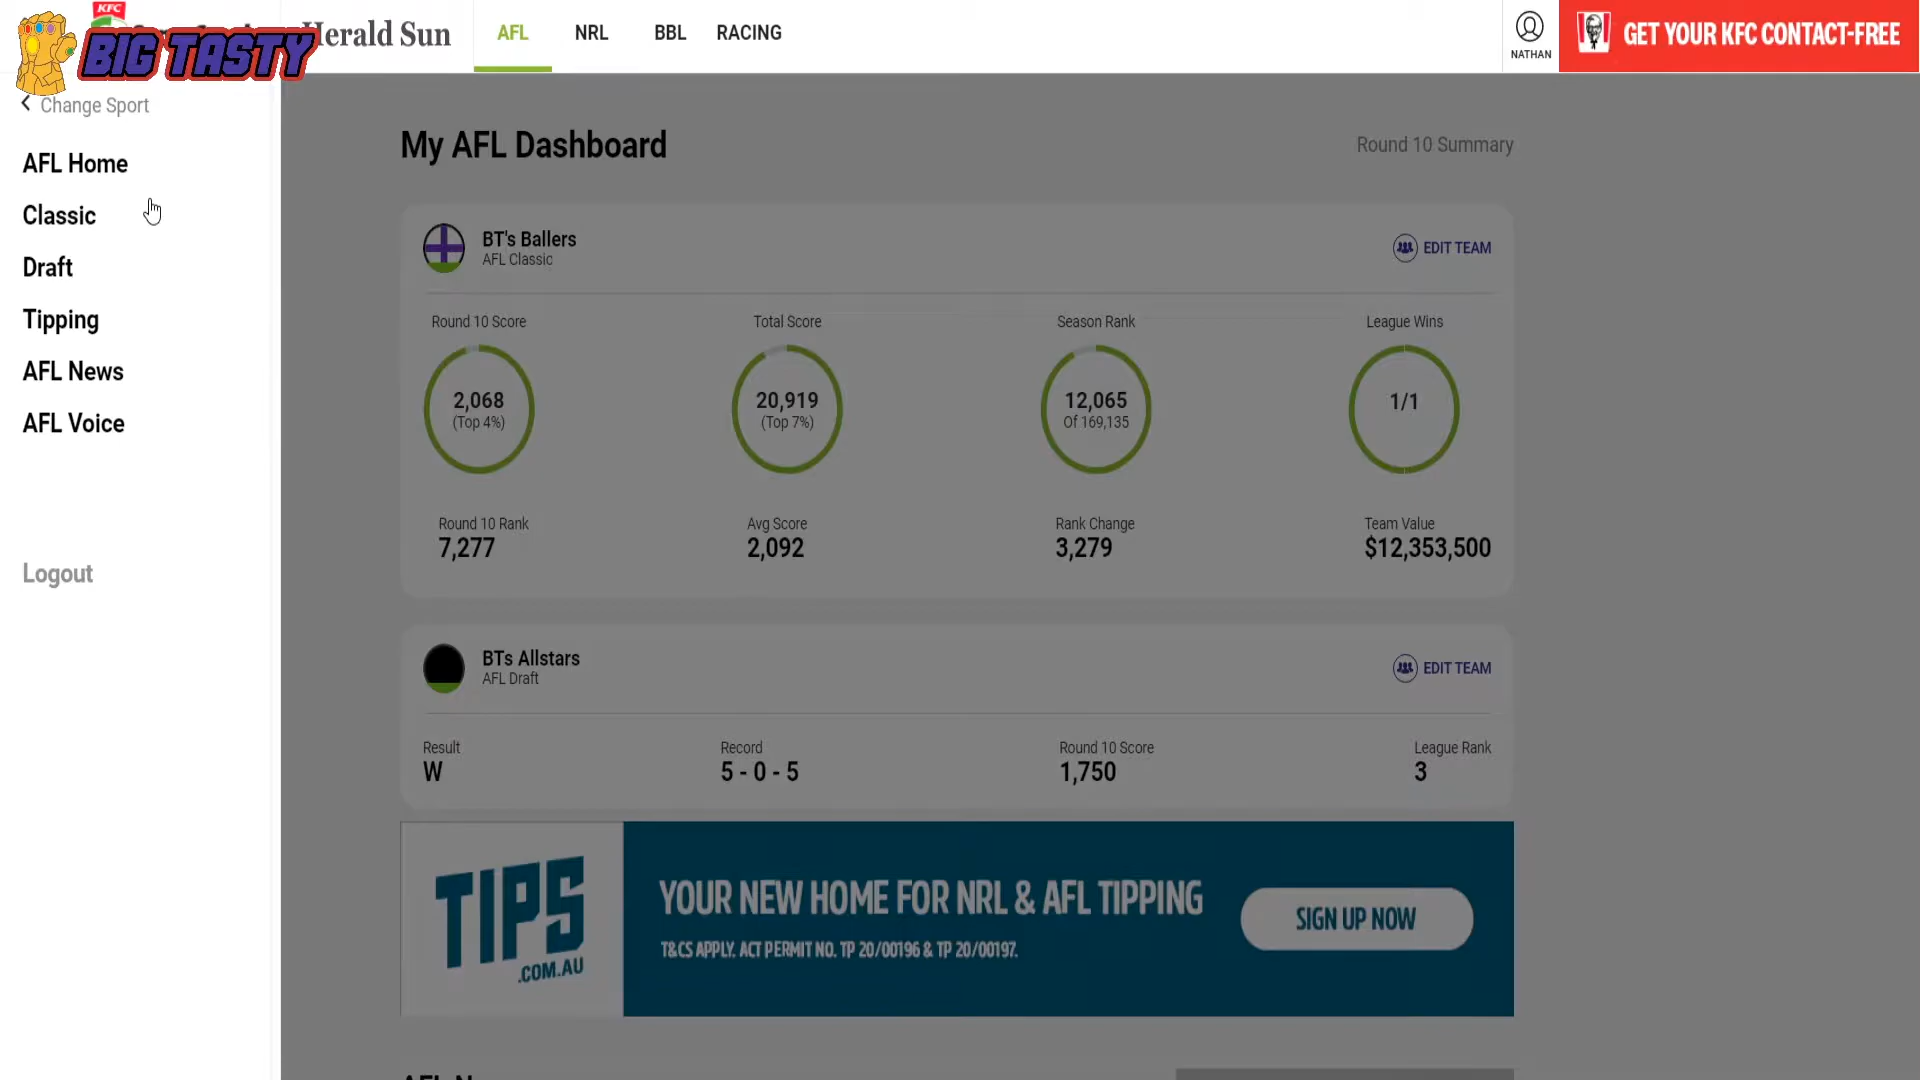 KFC
BIG TASTY
Herald Sun
AFL
NRL
BBL
RACING
NATHAN
GET YOUR KFC CONTACT-FREE
Change Sport
AFL Home
Classic
Draft
Tipping
AFL News
AFL Voice
Logout
My AFL Dashboard
Round 10 Summary
BT's Ballers
AFL Classic
EDIT TEAM
Round 10 Score
2,068
(Top 4%)
Total Score
20,919
(Top 7%)
Season Rank
12,065
Of 169,135
League Wins
1/1
Round 10 Rank
7,277
Avg Score
2,092
Rank Change
3,279
Team Value
$12,353,500
BTs Allstars
AFL Draft
EDIT TEAM
Result
W
Record
5 - 0 - 5
Round 10 Score
1,750
League Rank
3
TIPS
.COM.AU
YOUR NEW HOME FOR NRL & AFL TIPPING
T&CS APPLY. ACT PERMIT NO. TP 20/00196 & TP 20/00197.
SIGN UP NOW